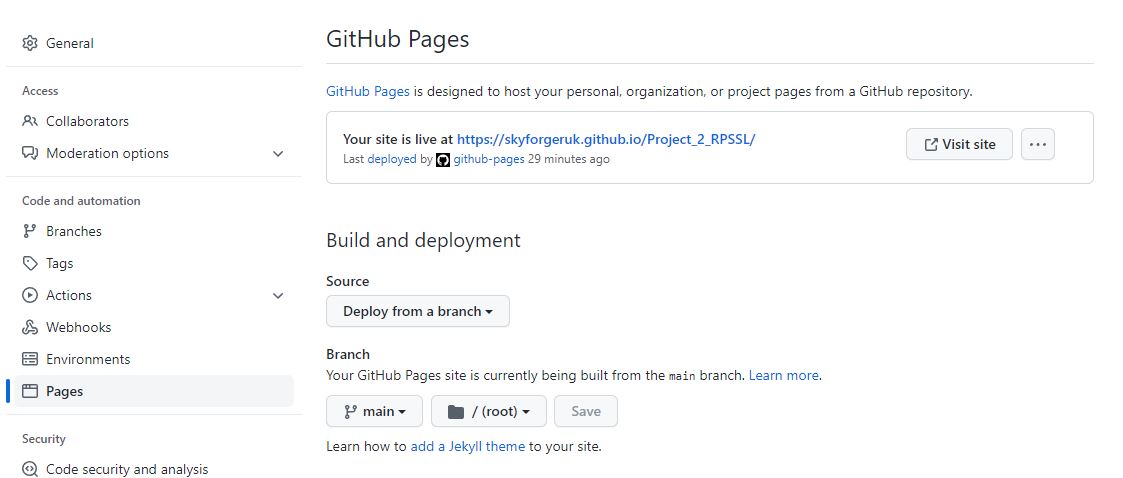 General
Access
Collaborators
Moderation options
Code and automation
Branches
Tags
Actions
Webhooks
Environments
Pages
Security
Code security and analysis
GitHub Pages
GitHub Pages is designed to host your personal, organization, or project pages from a GitHub repository.
Your site is live at https://skyforgeruk.github.io/Project_2_RPSSL/
Last deployed by github-pages 29 minutes ago
Visit site
Build and deployment
Source
Deploy from a branch
Branch
Your GitHub Pages site is currently being built from the main branch. Learn more.
main / (root) Save
Learn how to add a Jekyll theme to your site.